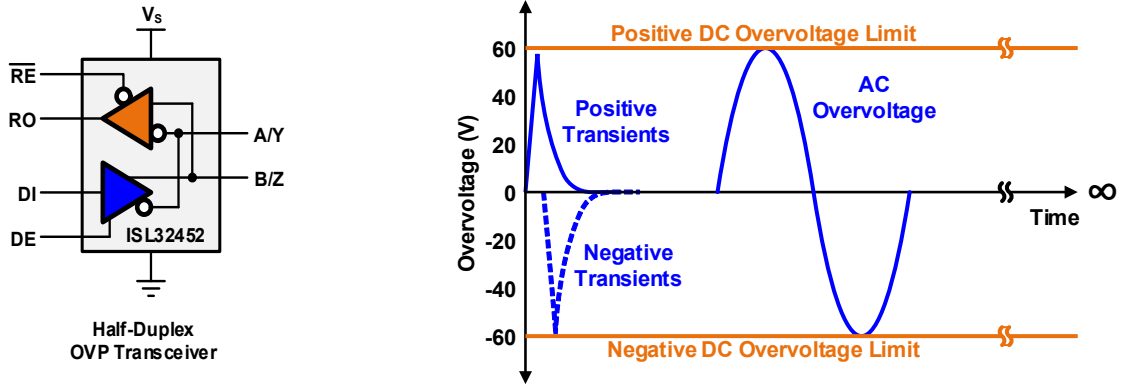 V_S
RE
RO
A/Y
B/Z
DI
DE
ISL32452
Half-Duplex
OVP Transceiver
Overvoltage (V)
60
40
20
0
-20
-40
-60
Positive DC Overvoltage Limit
Positive
Transients
AC
Overvoltage
Time
∞
Negative
Transients
Negative DC Overvoltage Limit